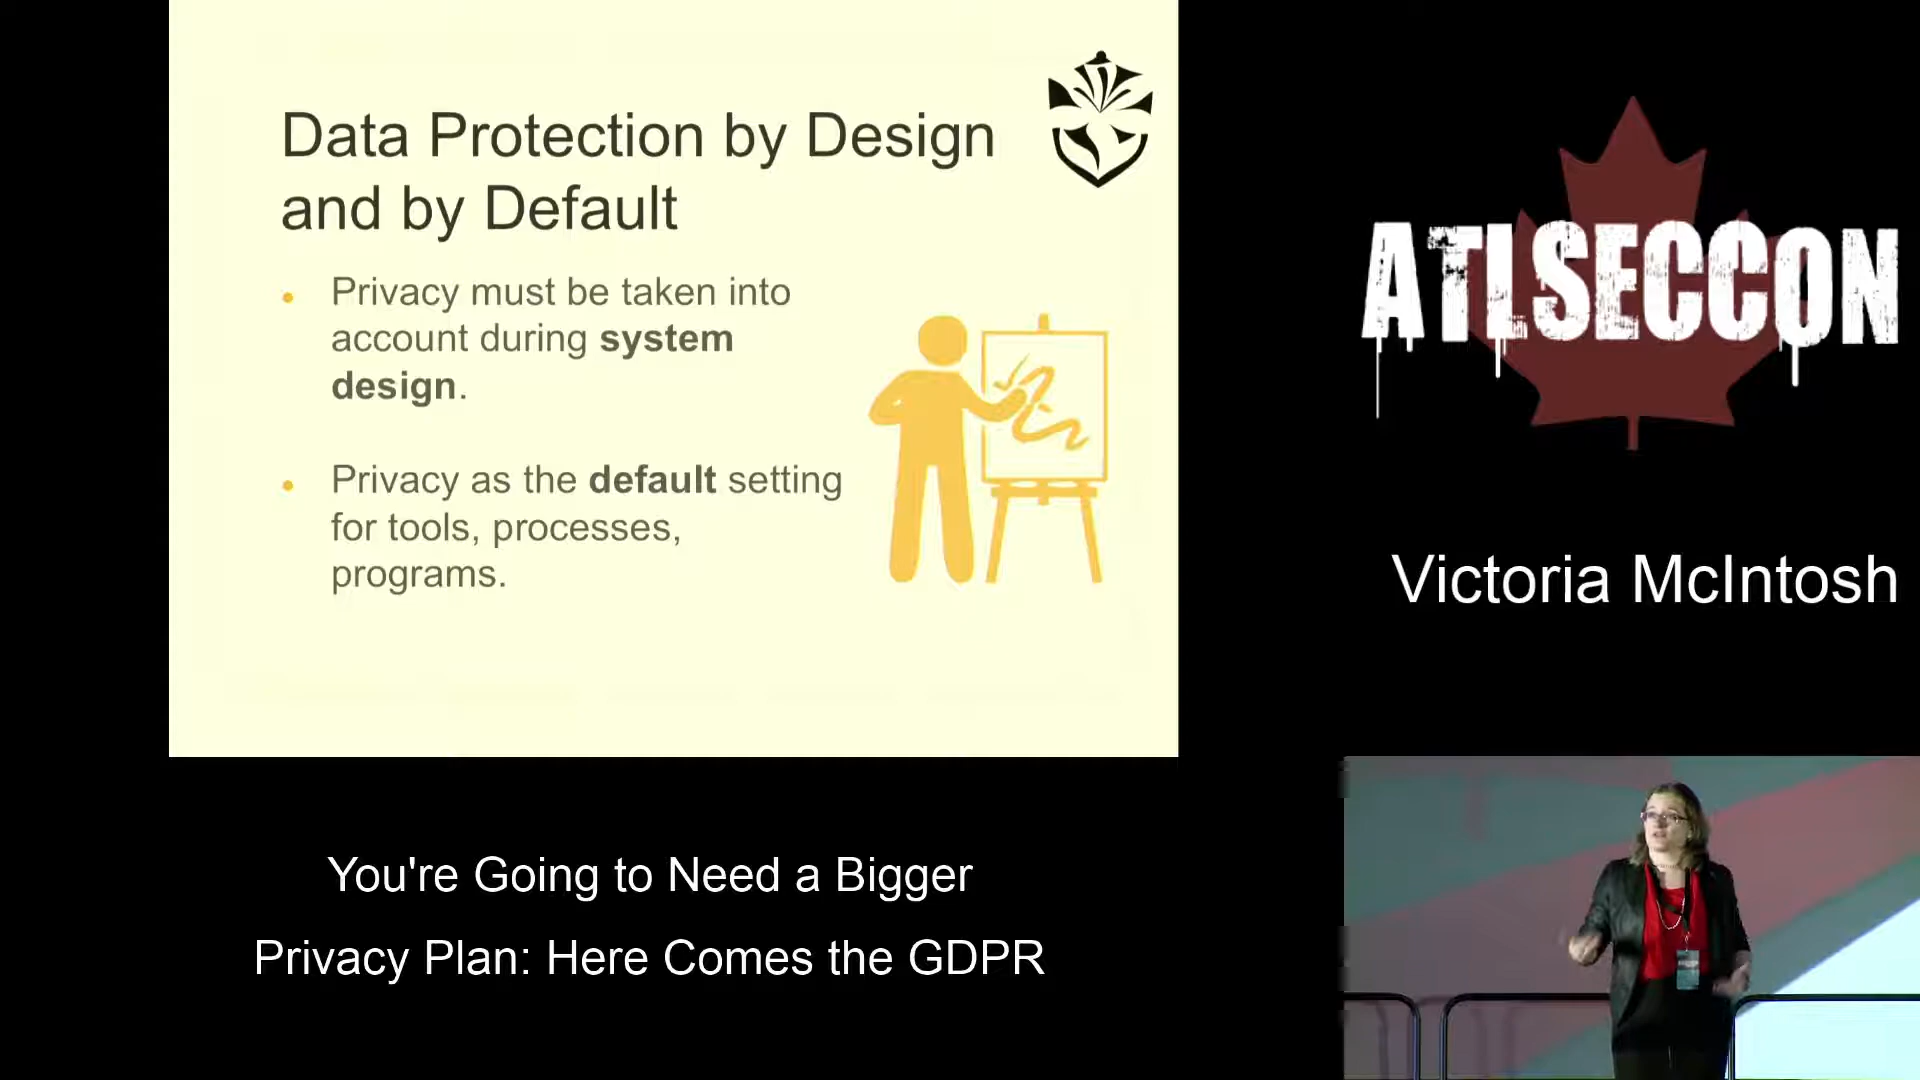 Data Protection by Design
and by Default
Privacy must be taken into
account during system
design.
Privacy as the default setting
for tools, processes,
programs.
ATLSECCON
Victoria McIntosh
You're Going to Need a Bigger
Privacy Plan: Here Comes the GDPR